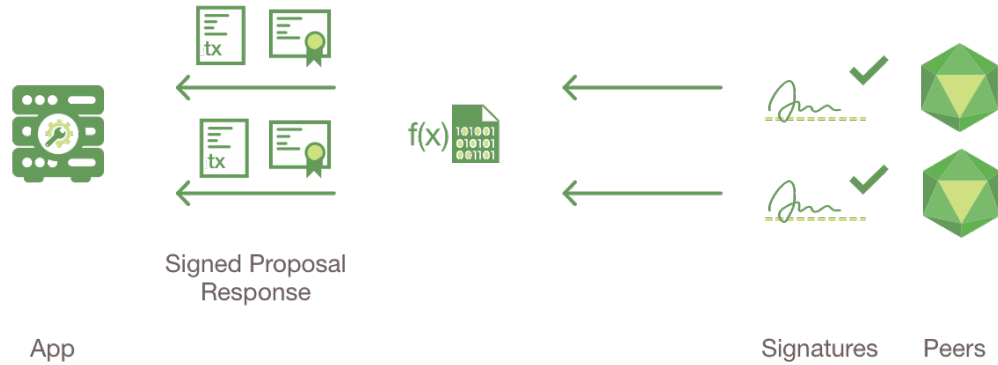 tx
tx
f(x)
101001
010101
001101
Signed Proposal
Response
App
Signatures
Peers